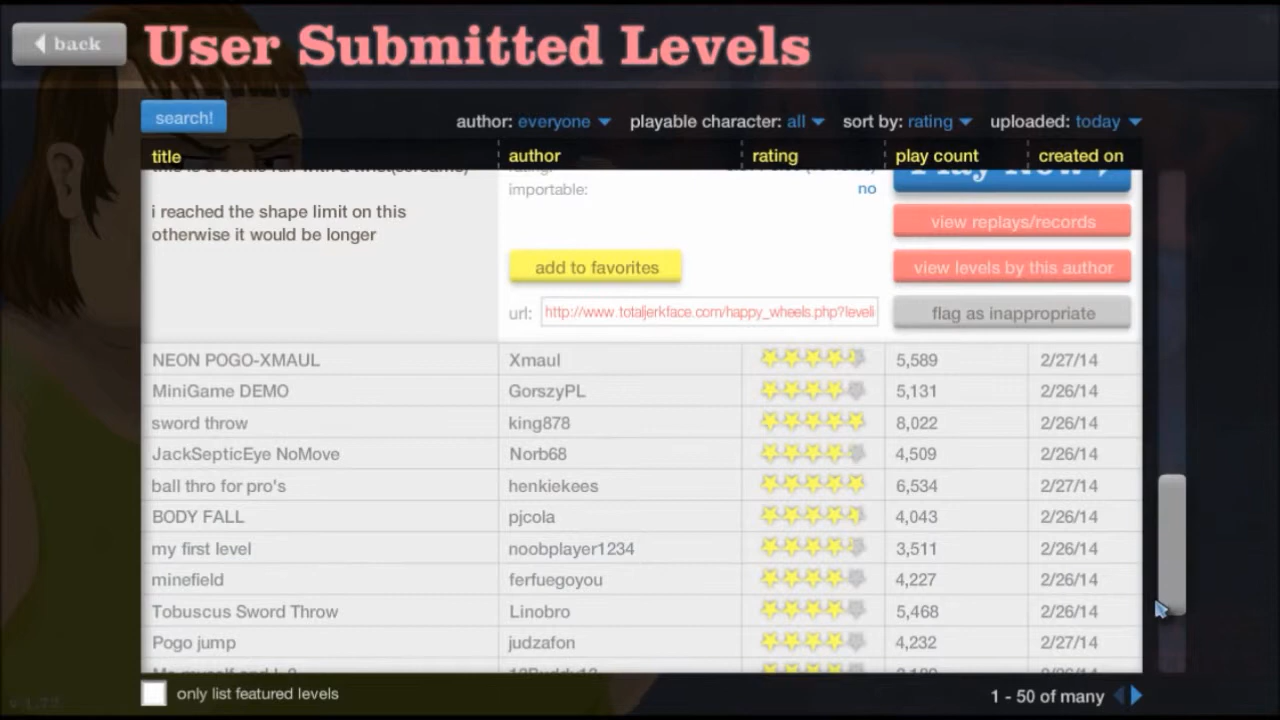 back
User Submitted Levels
search!
author: everyone
playable character: all
sort by: rating
uploaded: today
title author rating play count created on
i reached the shape limit on this
otherwise it would be longer
importable: no
add to favorites
url: http://www.totaljerkface.com/happy_wheels.php?leveli
Play Now
view replays/records
view levels by this author
flag as inappropriate
NEON POGO-XMAUL Xmaul 5,589 2/27/14
MiniGame DEMO GorszyPL 5,131 2/26/14
sword throw king878 8,022 2/26/14
JackSepticEye NoMove Norb68 4,509 2/26/14
ball thro for pro's henkiekees 6,534 2/27/14
BODY FALL pjcola 4,043 2/26/14
my first level noobplayer1234 3,511 2/26/14
minefield ferfuegoyou 4,227 2/26/14
Tobuscus Sword Throw Linobro 5,468 2/26/14
Pogo jump judzafon 4,232 2/27/14
only list featured levels
1 - 50 of many